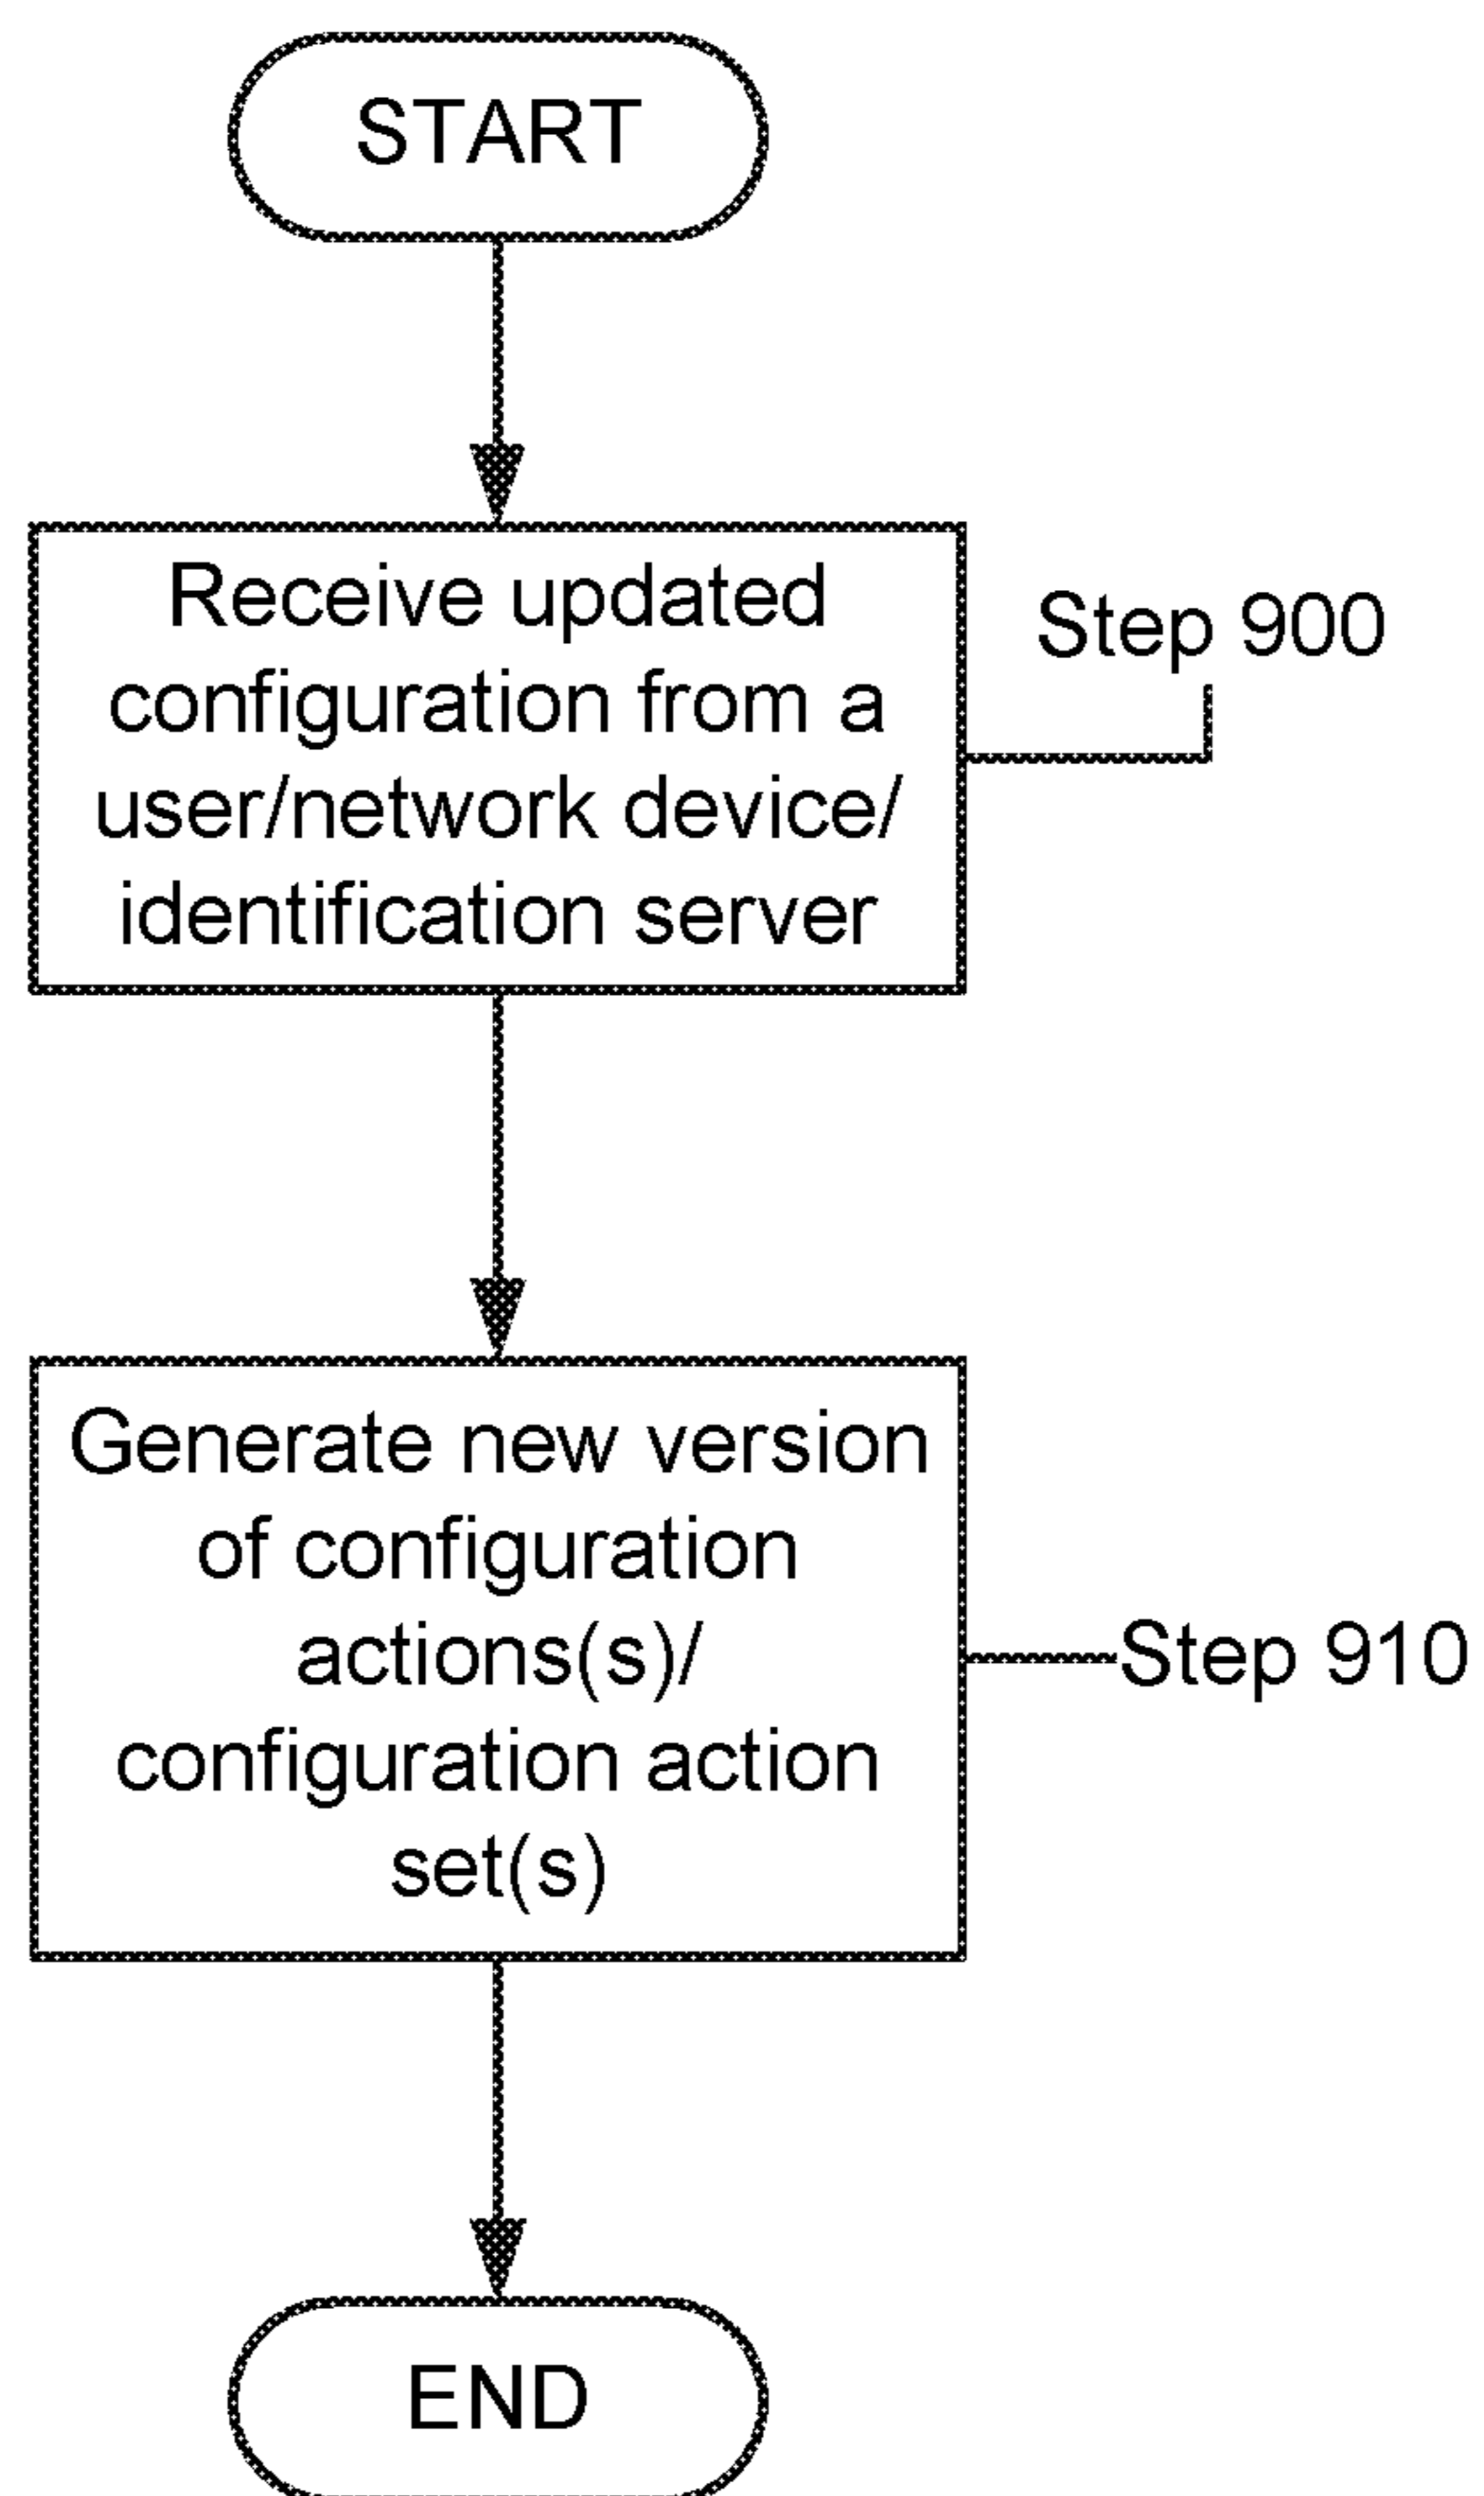 START
Receive updated
configuration from a
user/network device/
identification server
Step 900
Generate new version
of configuration
actions(s)/
configuration action
set(s)
Step 910
END